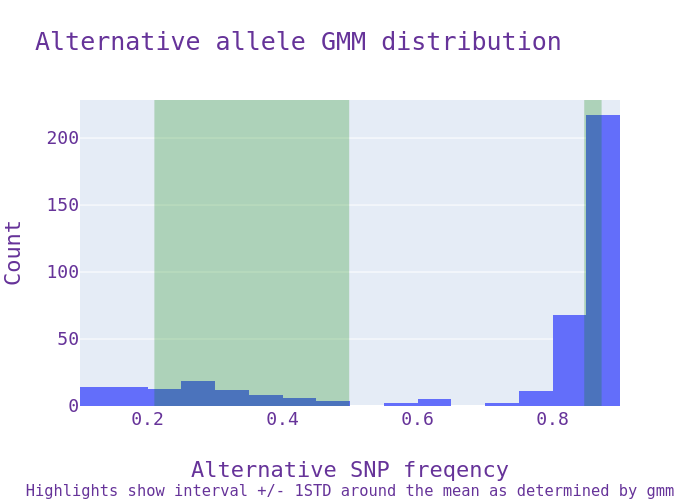 Alternative allele GMM distribution
Count
200
150
100
50
0
0.2
0.4
0.6
0.8
Alternative SNP freqency
Highlights show interval +/- 1STD around the mean as determined by gmm